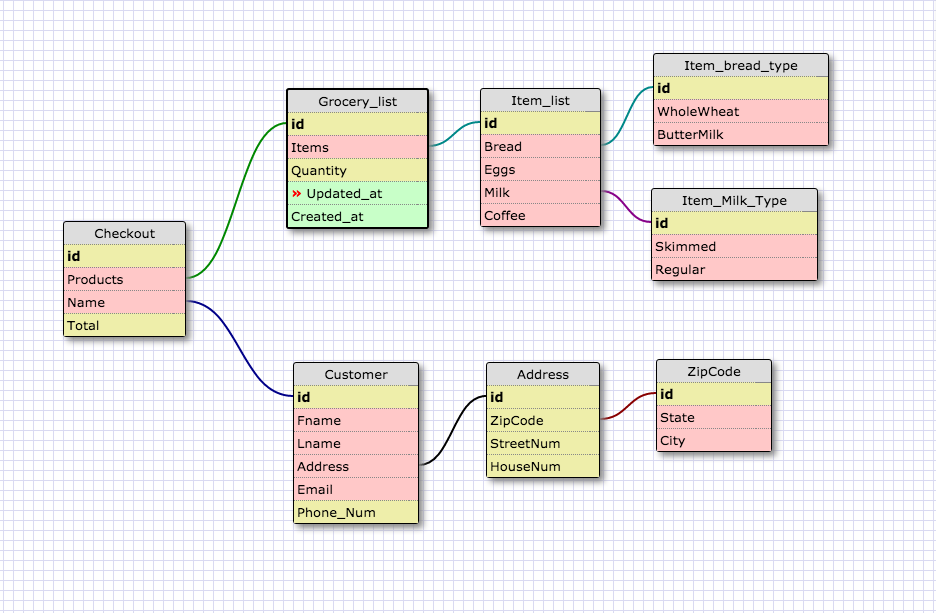 Item_bread_type
id
WholeWheat
ButterMilk
Grocery_list
id
Items
Quantity
» Updated_at
Created_at
Item_list
id
Bread
Eggs
Milk
Coffee
Item_Milk_Type
id
Skimmed
Regular
Checkout
id
Products
Name
Total
Customer
id
Fname
Lname
Address
Email
Phone_Num
Address
id
ZipCode
StreetNum
HouseNum
ZipCode
id
State
City